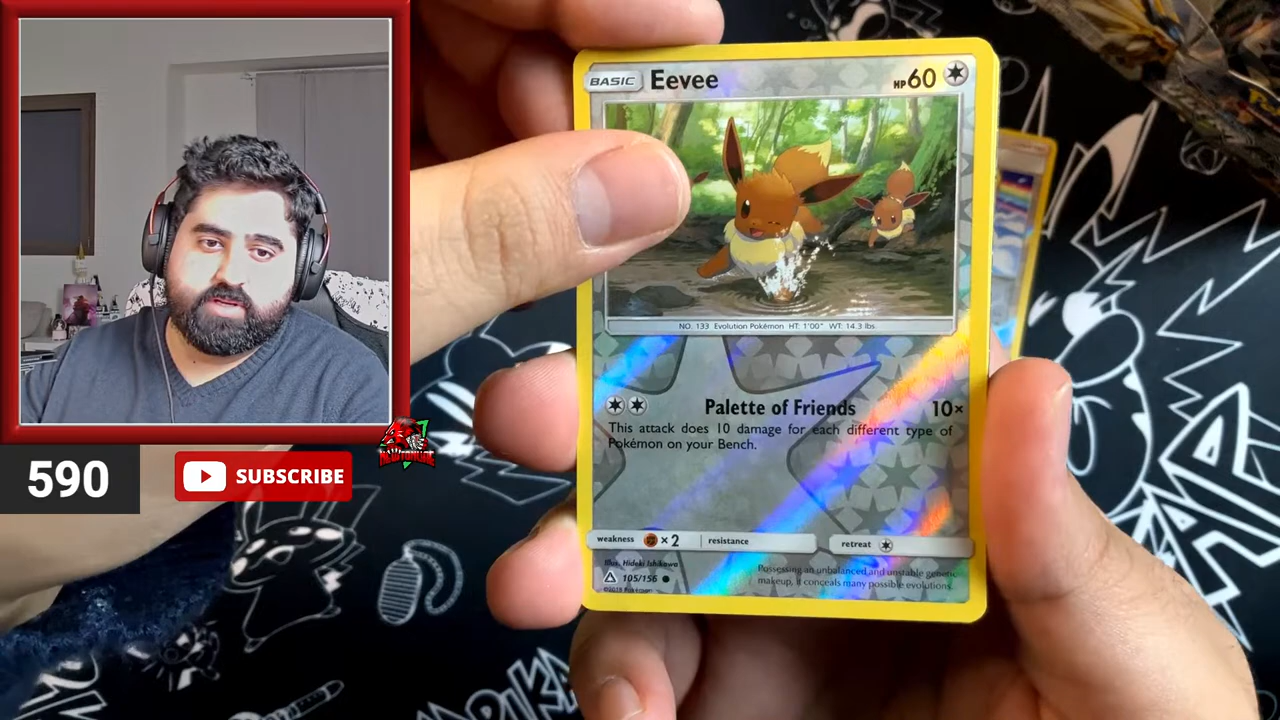 BASIC Eevee HP60
NO. 133 Evolution Pokémon HT: 1'00" WT: 14.3 lbs
Palette of Friends 10×
This attack does 10 damage for each different type of
Pokémon on your Bench.
weakness ×2 resistance retreat
Illus. Hideki Ishikawa
105/156
©2018 Pokémon
Possessing an unbalanced and unstable genetic
makeup, it conceals many possible evolutions.
590
SUBSCRIBE